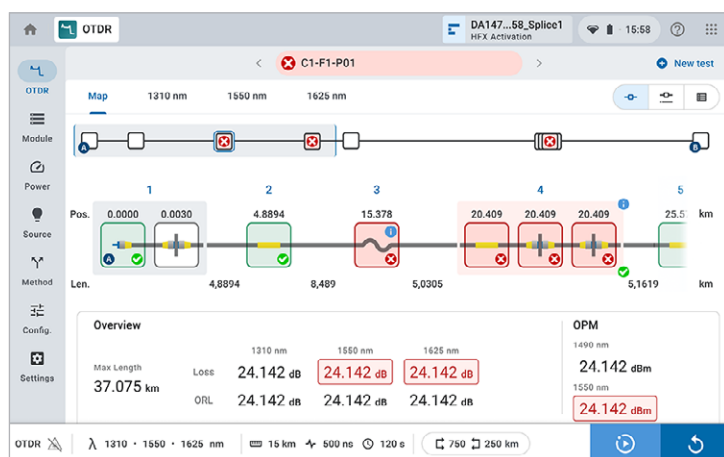 OTDR
DA147...58_Splice1
HFX Activation
15:58
C1-F1-P01
New test
OTDR
Module
Power
Source
Method
Config.
Settings
Map 1310 nm 1550 nm 1625 nm
A B
1 2 3 4 5
Pos. 0.0000 0.0030 4.8894 15.378 20.409 20.409 20.409 25.5 km
A
Len. 4,8894 8,489 5,0305 5,1619 km
Overview
1310 nm 1550 nm 1625 nm
Max Length
37.075 km
Loss 24.142 dB 24.142 dB 24.142 dB
ORL 24.142 dB 24.142 dB 24.142 dB
OPM
1490 nm
24.142 dBm
1550 nm
24.142 dBm
OTDR λ 1310 · 1550 · 1625 nm 15 km 500 ns 120 s 750 250 km